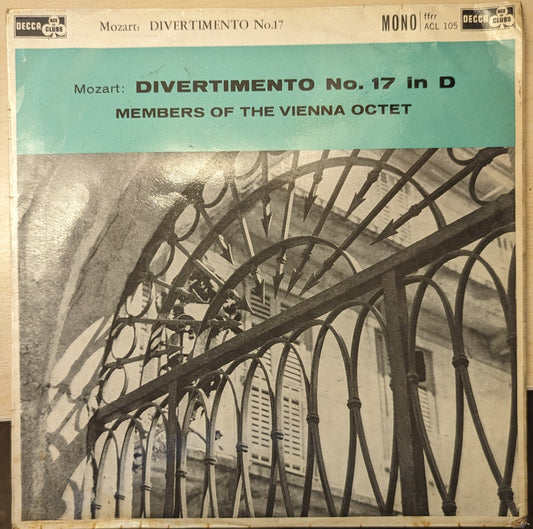 DECCA ACE OF CLUBS
Mozart: DIVERTIMENTO No.17
MONO ffrr ACL 105
DECCA ACE OF CLUBS
Mozart: DIVERTIMENTO No. 17 in D
MEMBERS OF THE VIENNA OCTET